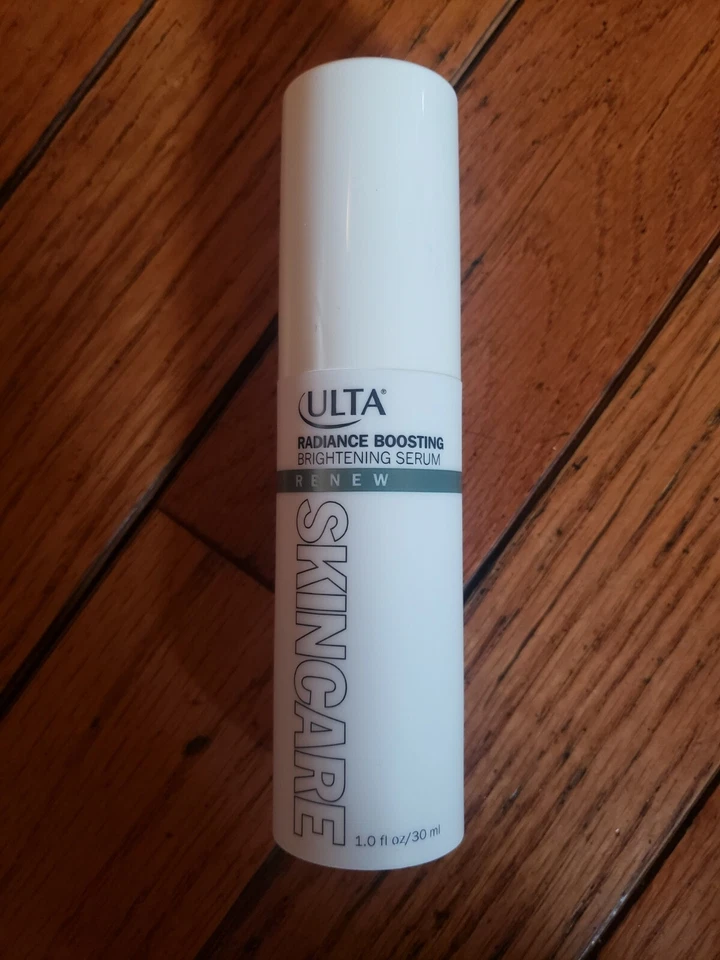 ULTA®
RADIANCE BOOSTING
BRIGHTENING SERUM
RENEW
SKINCARE
1.0 fl oz/30 ml